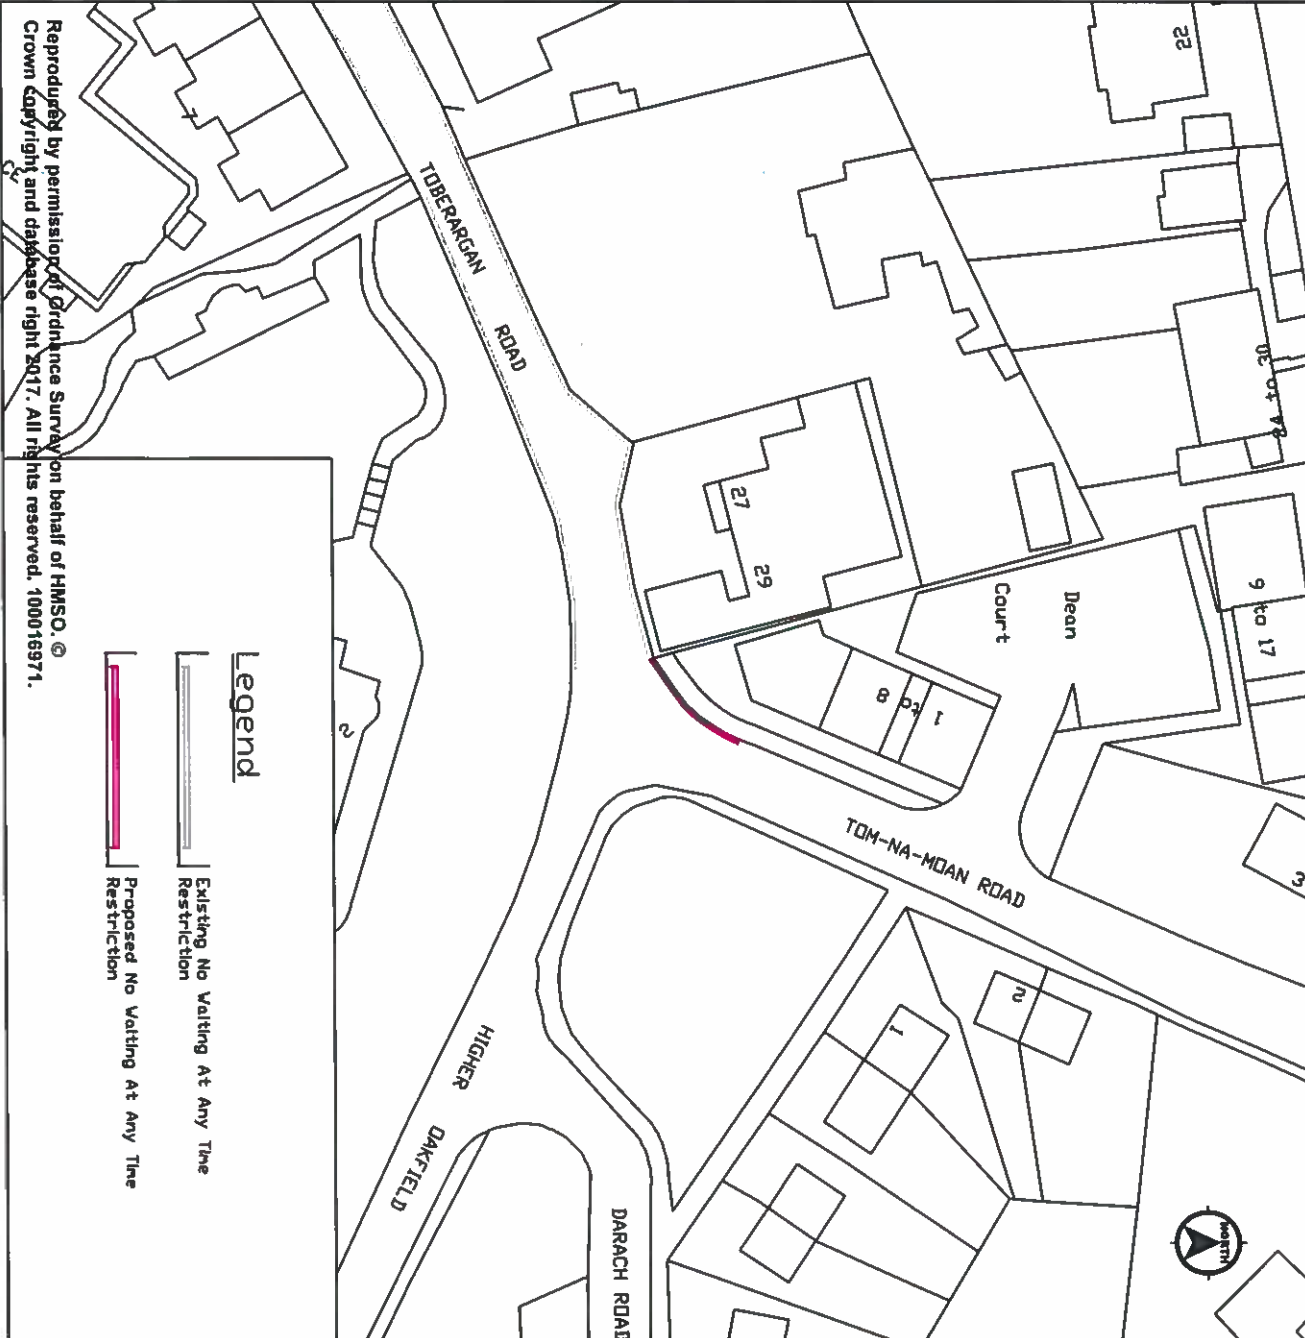 22
7
TOBERARGAN
ROAD
24 to 30
27
29
Dean
Court
9 to 17
1
to
8
2
TOM-NA-MOAN ROAD
3
2
1
HIGHER
OAKFIELD
DARACH ROAD
NORTH
Legend
Existing No Waiting At Any Time
Restriction
Proposed No Waiting At Any Time
Restriction
Reproduced by permission of Ordnance Survey on behalf of HMSO. ©
Crown copyright and database right 2017. All rights reserved. 100016971.